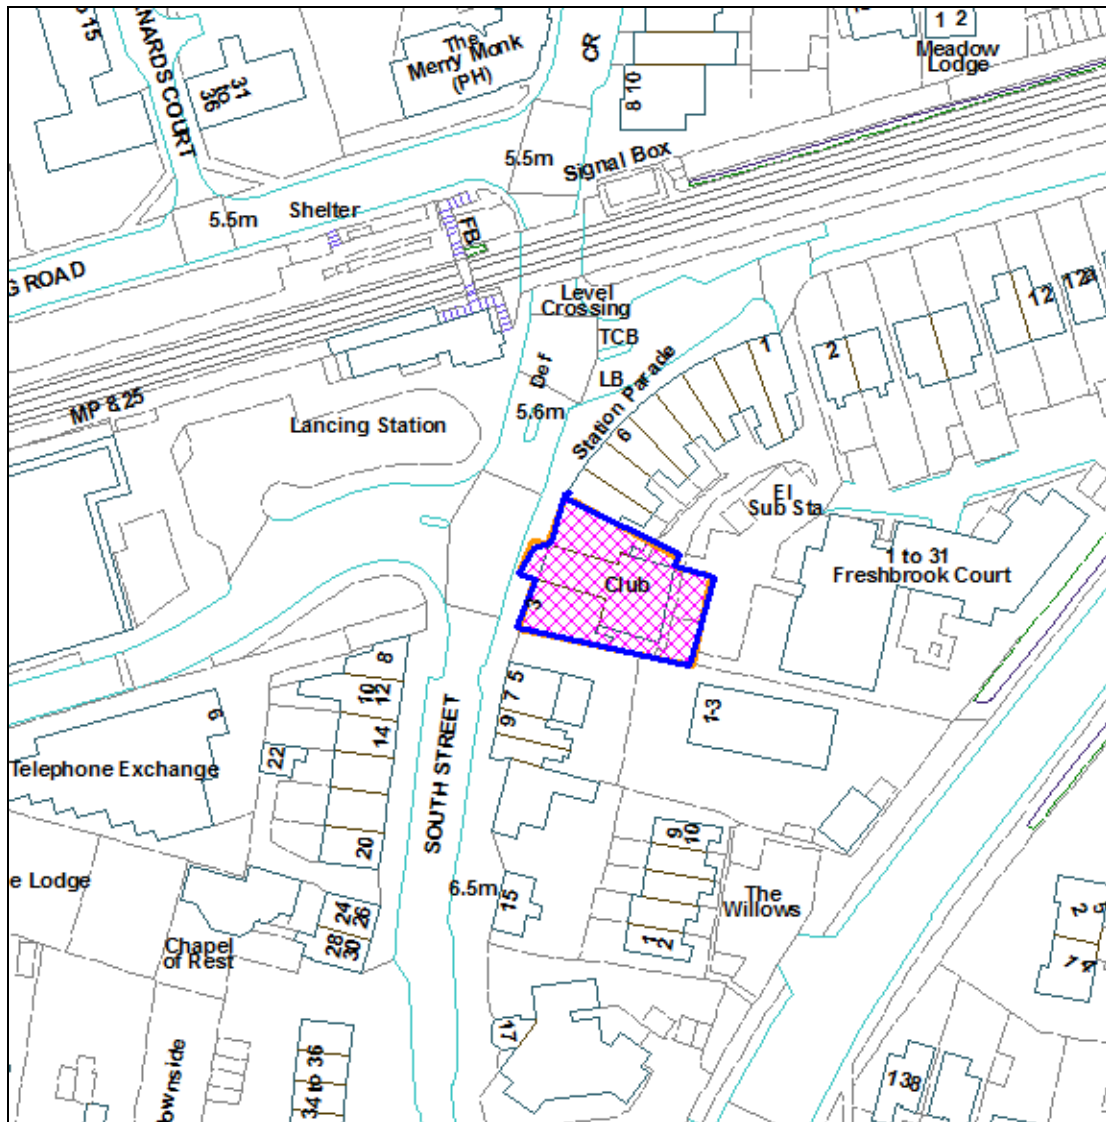 15
NARDS COURT
31
to
36
The
Merry Monk
(PH)
CR
8 10
1 2
Meadow
Lodge
5.5m
Signal Box
5.5m
Shelter
FB
G ROAD
Level
Crossing
TCB
LB
Def
5.6m
Station Parade
1
6
2
12
12a
MP 8.25
Lancing Station
El
Sub Sta
1 to 31
Freshbrook Court
Club
3
8
10
12
14
20
22
5
7
9
1-3
6
Telephone Exchange
SOUTH STREET
e Lodge
24
26
28
30
Chapel
of Rest
6.5m
15
9
10
1
2
The
Willows
17
34 to 36
ownside
138
5
2